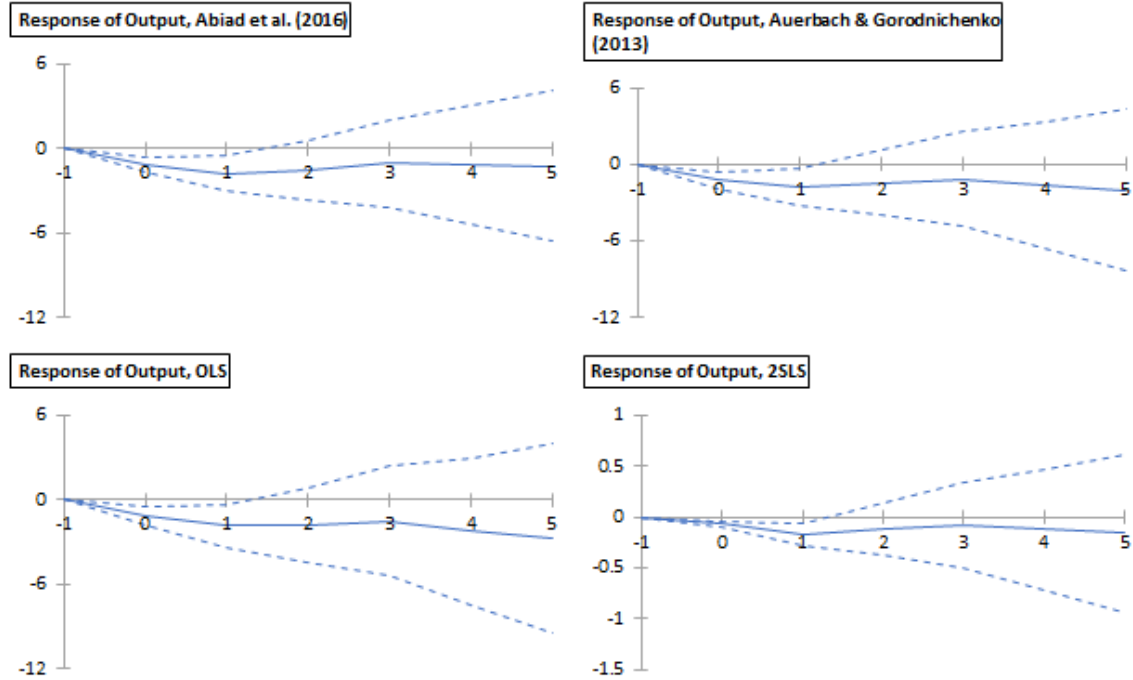 Response of Output, Abiad et al. (2016)
6
0
-6
-12
-1 0 1 2 3 4 5
Response of Output, Auerbach & Gorodnichenko
(2013)
6
0
-6
-12
-1 0 1 2 3 4 5
Response of Output, OLS
6
0
-6
-12
-1 0 1 2 3 4 5
Response of Output, 2SLS
1
0.5
0
-0.5
-1
-1.5
-1 0 1 2 3 4 5